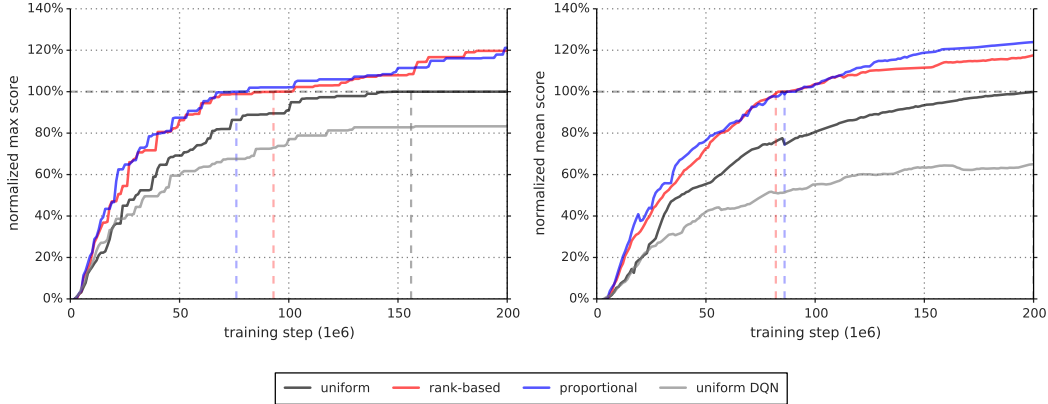 140%
120%
100%
80%
60%
40%
20%
0%
normalized max score
0 50 100 150 200
training step (1e6)
140%
120%
100%
80%
60%
40%
20%
0%
normalized mean score
0 50 100 150 200
training step (1e6)
uniform rank-based proportional uniform DQN